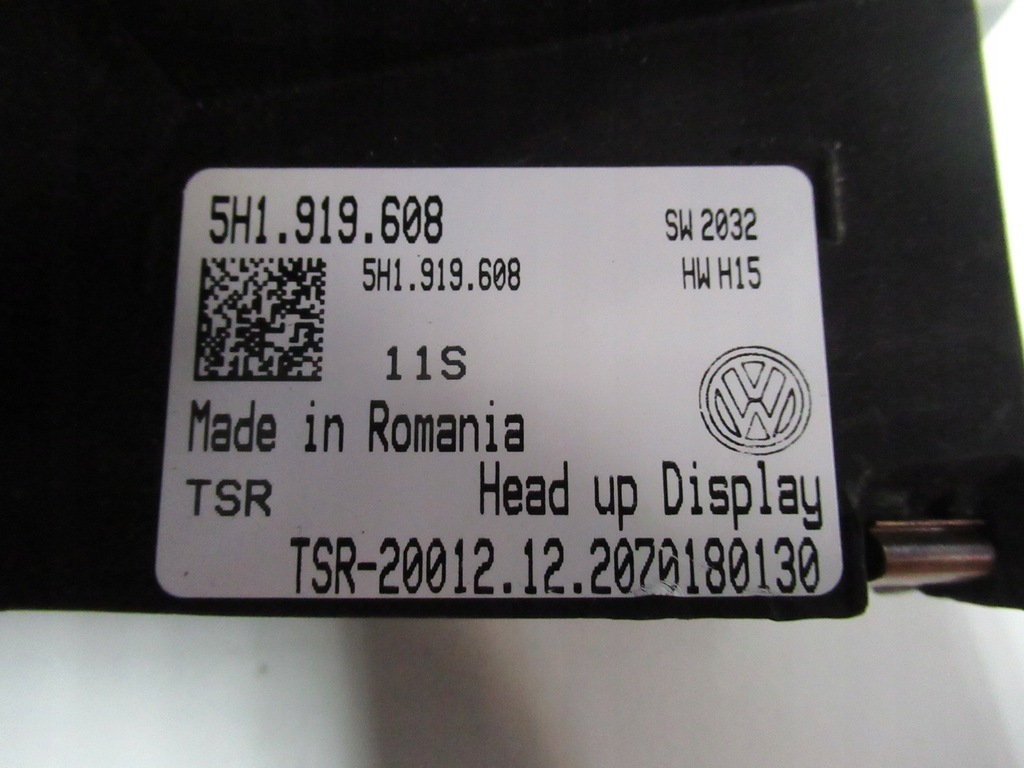 5H1.919.608
SW 2032
5H1.919.608
HW H15
11S
Made in Romania
TSR
Head up Display
TSR-20012.12.2070180130